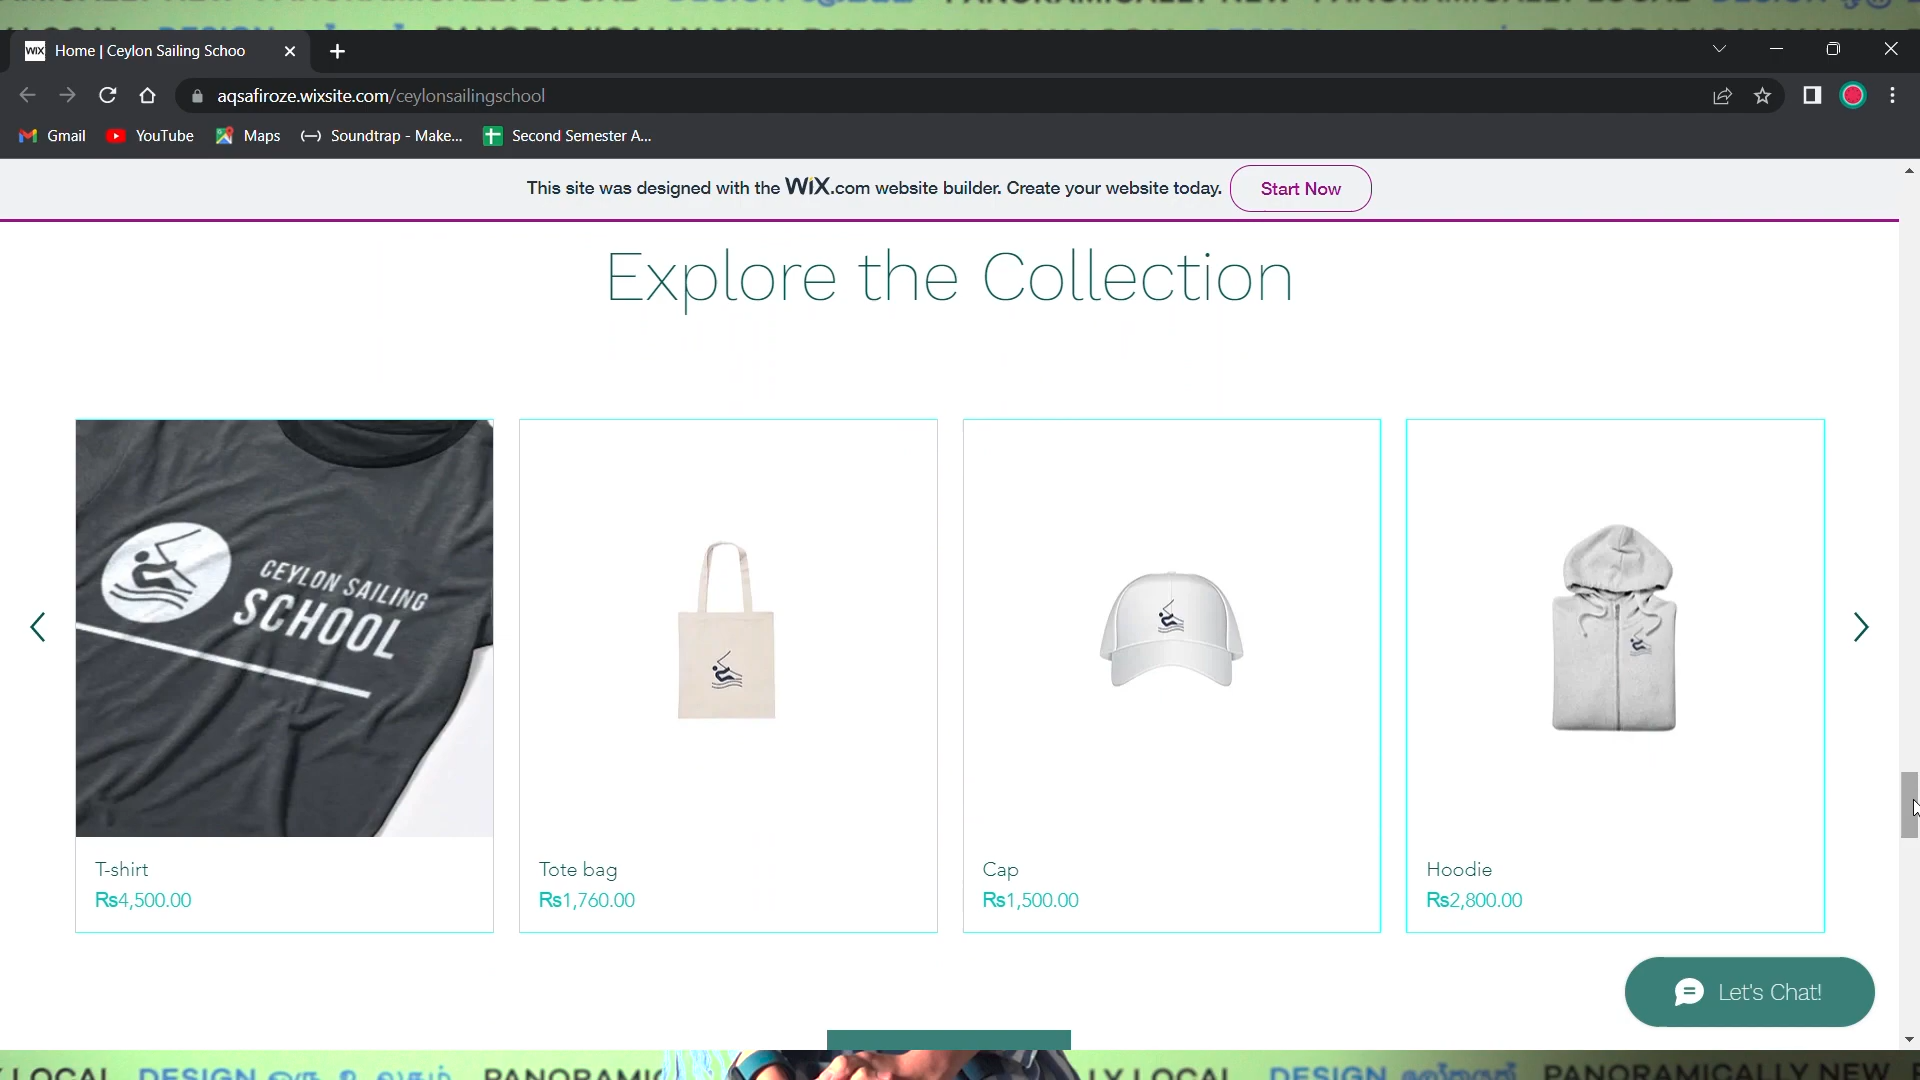 Home | Ceylon Sailing Schoo
aqsafiroze.wixsite.com/ceylonsailingschool
Gmail YouTube Maps Soundtrap - Make... Second Semester A...
This site was designed with the WiX.com website builder. Create your website today. Start Now
Explore the Collection
CEYLON SAILING
SCHOOL
T-shirt
Rs4,500.00
Tote bag
Rs1,760.00
Cap
Rs1,500.00
Hoodie
Rs2,800.00
Let's Chat!
LOCAL DESIGN PANORAMIC LY LOCAL DESIGN PANORAMICALLY NEW